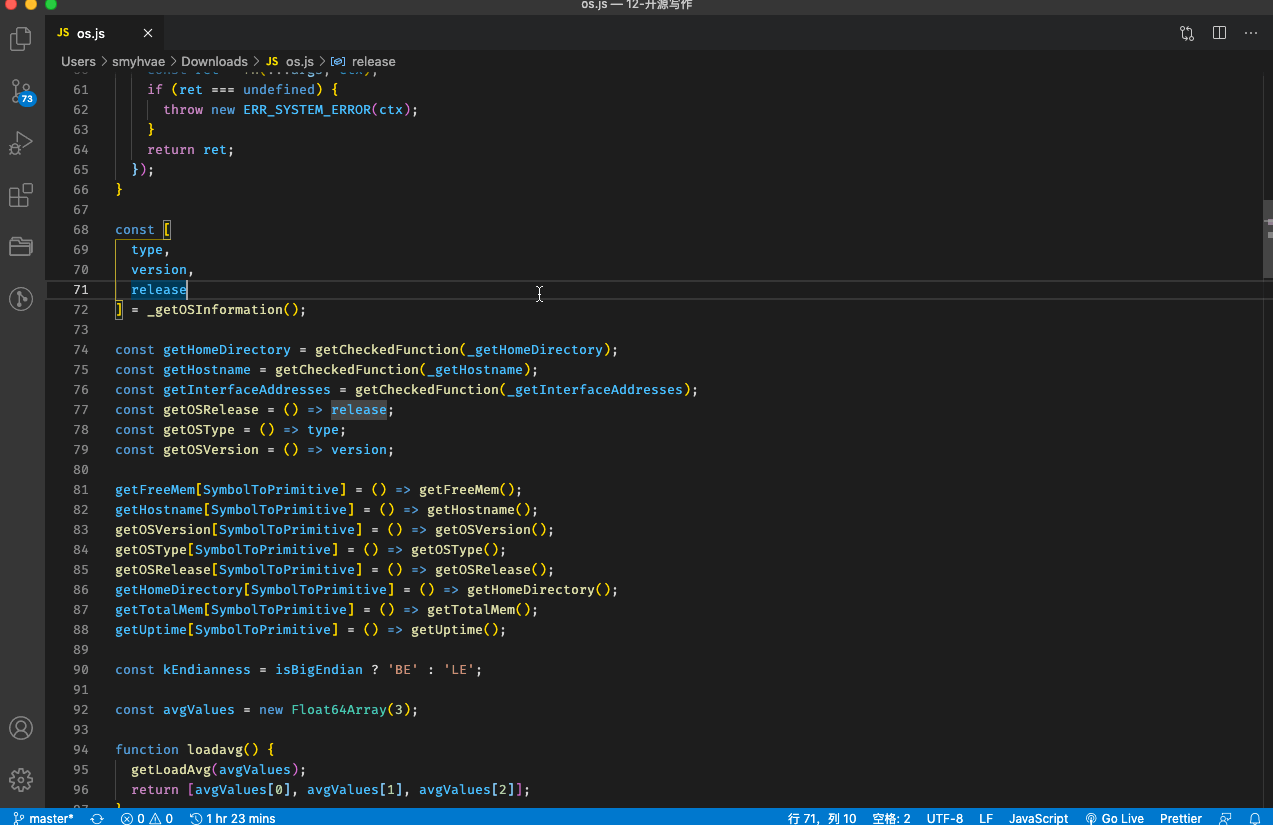 os.js — 12-开源写作
JS os.js ×
Users > smyhvae > Downloads > JS os.js > release
61 if (ret === undefined) {
62 throw new ERR_SYSTEM_ERROR(ctx);
63 }
64 return ret;
65 });
66 }
67
68 const [
69 type,
70 version,
71 release
72 ] = _getOSInformation();
73
74 const getHomeDirectory = getCheckedFunction(_getHomeDirectory);
75 const getHostname = getCheckedFunction(_getHostname);
76 const getInterfaceAddresses = getCheckedFunction(_getInterfaceAddresses);
77 const getOSRelease = () => release;
78 const getOSType = () => type;
79 const getOSVersion = () => version;
80
81 getFreeMem[SymbolToPrimitive] = () => getFreeMem();
82 getHostname[SymbolToPrimitive] = () => getHostname();
83 getOSVersion[SymbolToPrimitive] = () => getOSVersion();
84 getOSType[SymbolToPrimitive] = () => getOSType();
85 getOSRelease[SymbolToPrimitive] = () => getOSRelease();
86 getHomeDirectory[SymbolToPrimitive] = () => getHomeDirectory();
87 getTotalMem[SymbolToPrimitive] = () => getTotalMem();
88 getUptime[SymbolToPrimitive] = () => getUptime();
89
90 const kEndianness = isBigEndian ? 'BE' : 'LE';
91
92 const avgValues = new Float64Array(3);
93
94 function loadavg() {
95 getLoadAvg(avgValues);
96 return [avgValues[0], avgValues[1], avgValues[2]];
73
master* 0 0 1 hr 23 mins 行 71，列 10 空格: 2 UTF-8 LF JavaScript Go Live Prettier